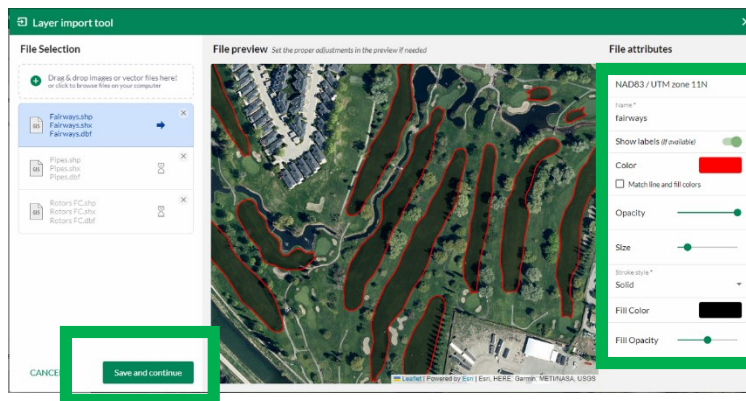 Layer import tool
File Selection
Drag & drop images or vector files here!
or click to browse files on your computer
Fairways.shp
Fairways.shx
Fairways.dbf
Pipes.shp
Pipes.shx
Pipes.dbf
Rotors FC.shp
Rotors FC.shx
Rotors FC.dbf
CANCEL
Save and continue
File preview Set the proper adjustments in the preview if needed
Leaflet | Powered by Esri | Esri, HERE, Garmin, METI/NASA, USGS
File attributes
NAD83 / UTM zone 11N
Name *
fairways
Show labels (if available)
Color
Match line and fill colors
Opacity
Size
Stroke style *
Solid
Fill Color
Fill Opacity